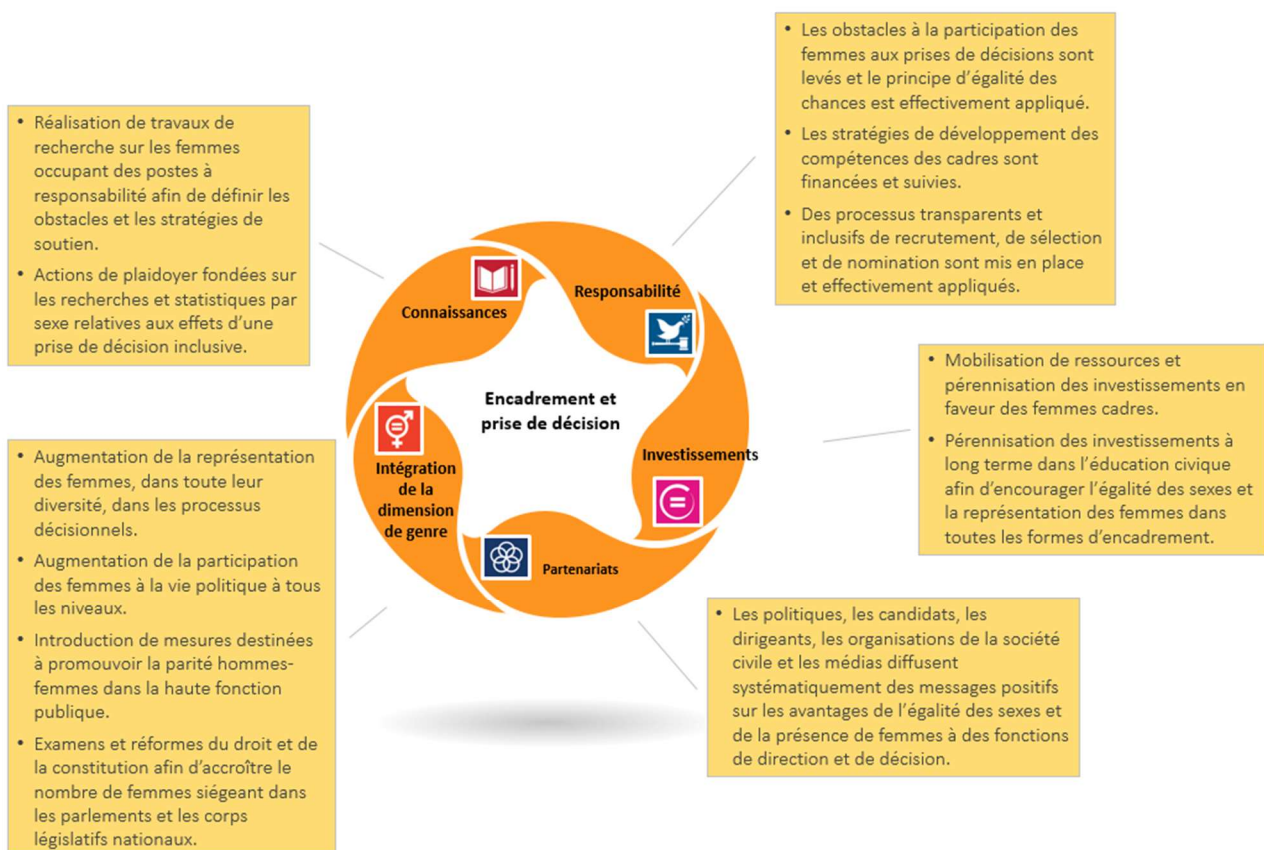 • Les obstacles à la participation des
femmes aux prises de décisions sont
levés et le principe d’égalité des
chances est effectivement appliqué.
• Les stratégies de développement des
compétences des cadres sont
financées et suivies.
• Des processus transparents et
inclusifs de recrutement, de sélection
et de nomination sont mis en place
et effectivement appliqués.
• Réalisation de travaux de
recherche sur les femmes
occupant des postes à
responsabilité afin de définir les
obstacles et les stratégies de
soutien.
• Actions de plaidoyer fondées sur
les recherches et statistiques par
sexe relatives aux effets d’une
prise de décision inclusive.
Connaissances
Responsabilité
Encadrement et
prise de décision
Intégration
de la
dimension
de genre
Investissements
Partenariats
• Mobilisation de ressources et
pérennisation des investissements en
faveur des femmes cadres.
• Pérennisation des investissements à
long terme dans l’éducation civique
afin d’encourager l’égalité des sexes et
la représentation des femmes dans
toutes les formes d’encadrement.
• Augmentation de la représentation
des femmes, dans toute leur
diversité, dans les processus
décisionnels.
• Augmentation de la participation
des femmes à la vie politique à tous
les niveaux.
• Introduction de mesures destinées
à promouvoir la parité hommes-
femmes dans la haute fonction
publique.
• Examens et réformes du droit et de
la constitution afin d’accroître le
nombre de femmes siégeant dans
les parlements et les corps
législatifs nationaux.
• Les politiques, les candidats, les
dirigeants, les organisations de la société
civile et les médias diffusent
systématiquement des messages positifs
sur les avantages de l’égalité des sexes et
de la présence de femmes à des fonctions
de direction et de décision.